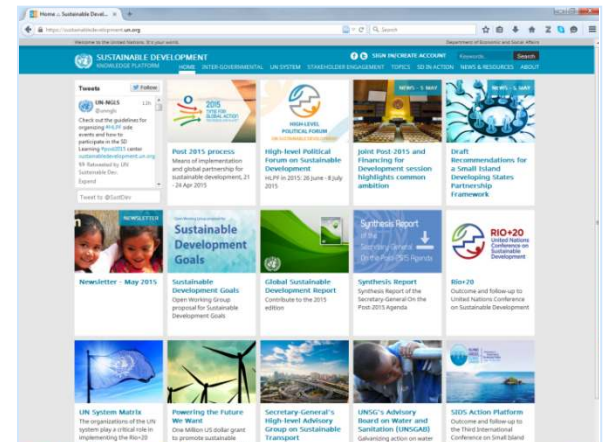 Home .:. Sustainable Devel...
https://sustainabledevelopment.un.org
Search
Welcome to the United Nations. It's your world.
Department of Economic and Social Affairs
SUSTAINABLE DEVELOPMENT
KNOWLEDGE PLATFORM
SIGN IN/CREATE ACCOUNT
Keywords
Search
HOME INTER-GOVERNMENTAL UN SYSTEM STAKEHOLDER ENGAGEMENT TOPICS SD IN ACTION NEWS & RESOURCES ABOUT
Tweets
Follow
UN-NGLS
@unngls
Check out the guidelines for
organizing #HLPF side
events and how to
participate in the SD
Learning #post2015 center
sustainabledevelopment.un.org
Retweeted by UN
Sustainable Dev
Expand
Tweet to @SustDev
2015
TIME FOR
GLOBAL ACTION
Post 2015 process
Means of implementation
and global partnership for
sustainable development, 21
- 24 Apr 2015
HIGH-LEVEL
POLITICAL FORUM
High-level Political
Forum on Sustainable
Development
HLPF in 2015: 26 June - 8 July
2015
NEWS - 5 MAY
Joint Post-2015 and
Financing for
Development session
highlights common
ambition
NEWS - 5 MAY
Draft
Recommendations for
a Small Island
Developing States
Partnership
Framework
NEWSLETTER
Newsletter - May 2015
Sustainable
Development
Goals
Sustainable
Development Goals
Open Working Group
proposal for Sustainable
Development Goals
Global Sustainable
Development Report
Contribute to the 2015
edition
Synthesis Report
of the
Secretary-General
On the Post-2015 Agenda
Synthesis Report
Synthesis Report of the
Secretary-General On the
Post-2015 Agenda
RIO+20
United Nations
Conference on
Sustainable
Development
Rio+20
Outcome and follow-up to
United Nations Conference
on Sustainable Development
UN System Matrix
The organizations of the UN
system play a critical role in
implementing the Rio+20
Powering the Future
We Want
One Million US dollar grant
to promote sustainable
Secretary-General's
High-level Advisory
Group on Sustainable
Transport
UNSG's Advisory
Board on Water and
Sanitation (UNSGAB)
Galvanizing action on water
SIDS Action Platform
Outcome and follow-up to
the Third International
Conference on Small Island